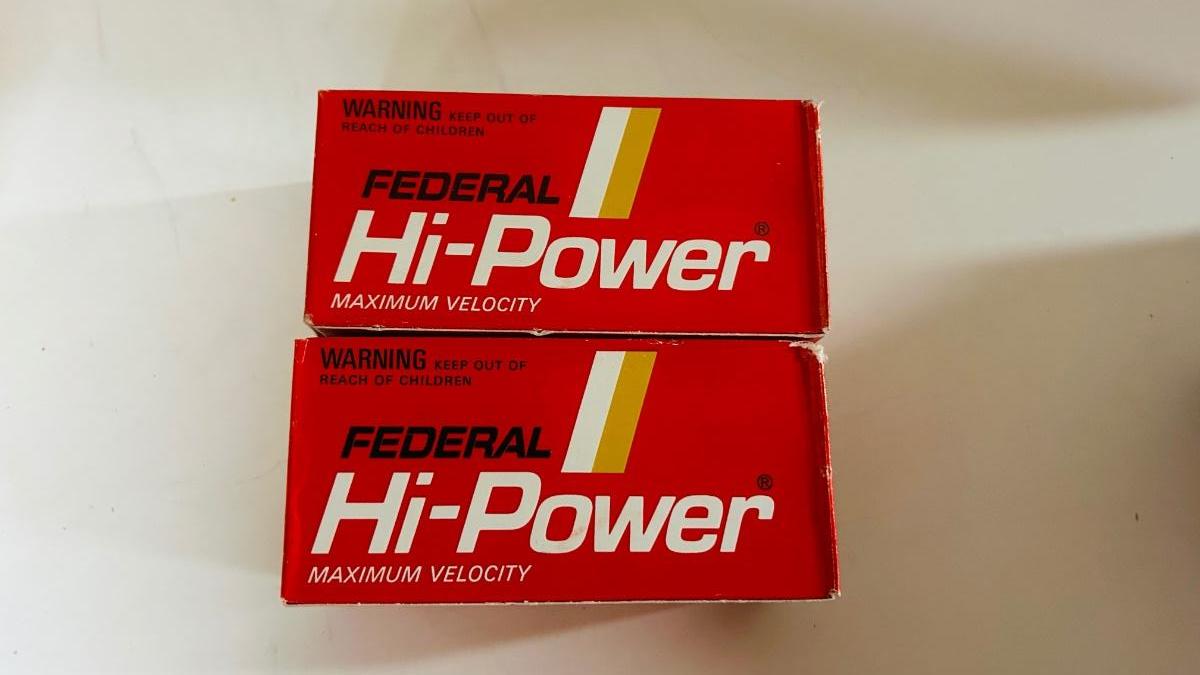 WARNING KEEP OUT OF
REACH OF CHILDREN
FEDERAL
Hi-Power®
MAXIMUM VELOCITY
WARNING KEEP OUT OF
REACH OF CHILDREN
FEDERAL
Hi-Power®
MAXIMUM VELOCITY